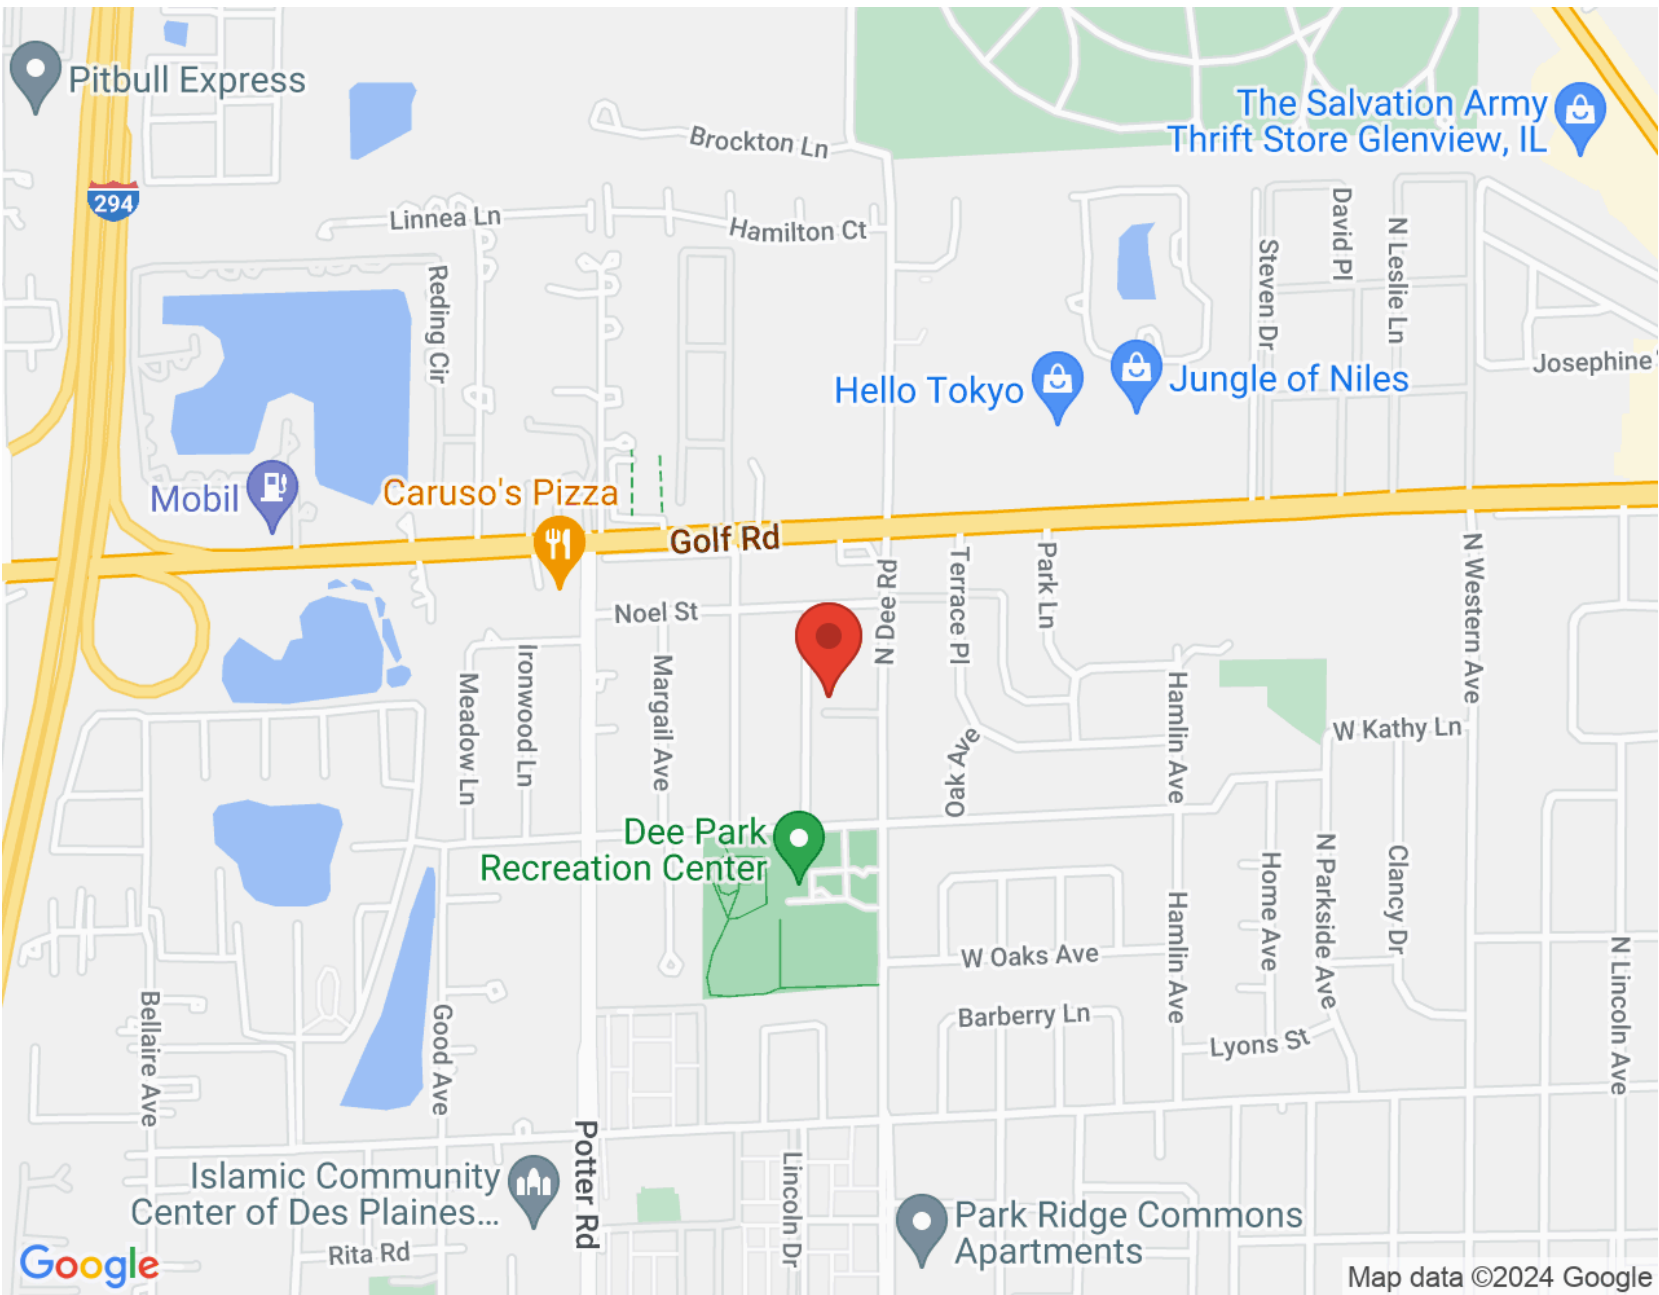 Pitbull Express
The Salvation Army
Thrift Store Glenview, IL
Brockton Ln
294
Linnea Ln
Hamilton Ct
David Pl
N Leslie Ln
Steven Dr
Reding Cir
Josephine
Hello Tokyo
Jungle of Niles
Mobil
Caruso's Pizza
Golf Rd
Noel St
N Dee Rd
Terrace Pl
Park Ln
N Western Ave
Ironwood Ln
Meadow Ln
Margail Ave
Hamlin Ave
W Kathy Ln
Oak Ave
Dee Park
Recreation Center
Home Ave
N Parkside Ave
Clancy Dr
Hamlin Ave
W Oaks Ave
N Lincoln Ave
Barberry Ln
Lyons St
Bellaire Ave
Good Ave
Potter Rd
Lincoln Dr
Islamic Community
Center of Des Plaines...
Park Ridge Commons
Apartments
Rita Rd
Google
Map data ©2024 Google